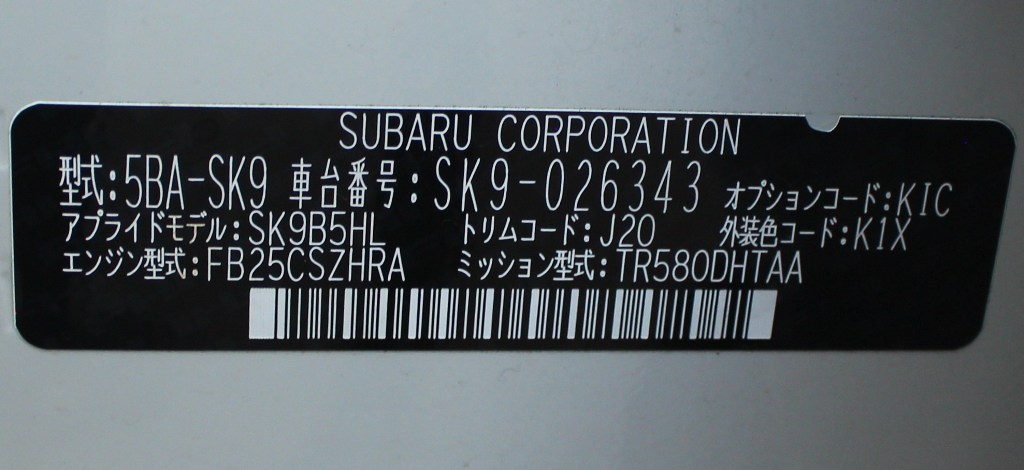 SUBARU CORPORATION
型式:5BA-SK9 車台番号:SK9-026343 オプションコード:KIC
アプライドモデル:SK9B5HL トリムコード:J20 外装色コード:K1X
エンジン型式:FB25CSZHRA ミッション型式:TR580DHTAA